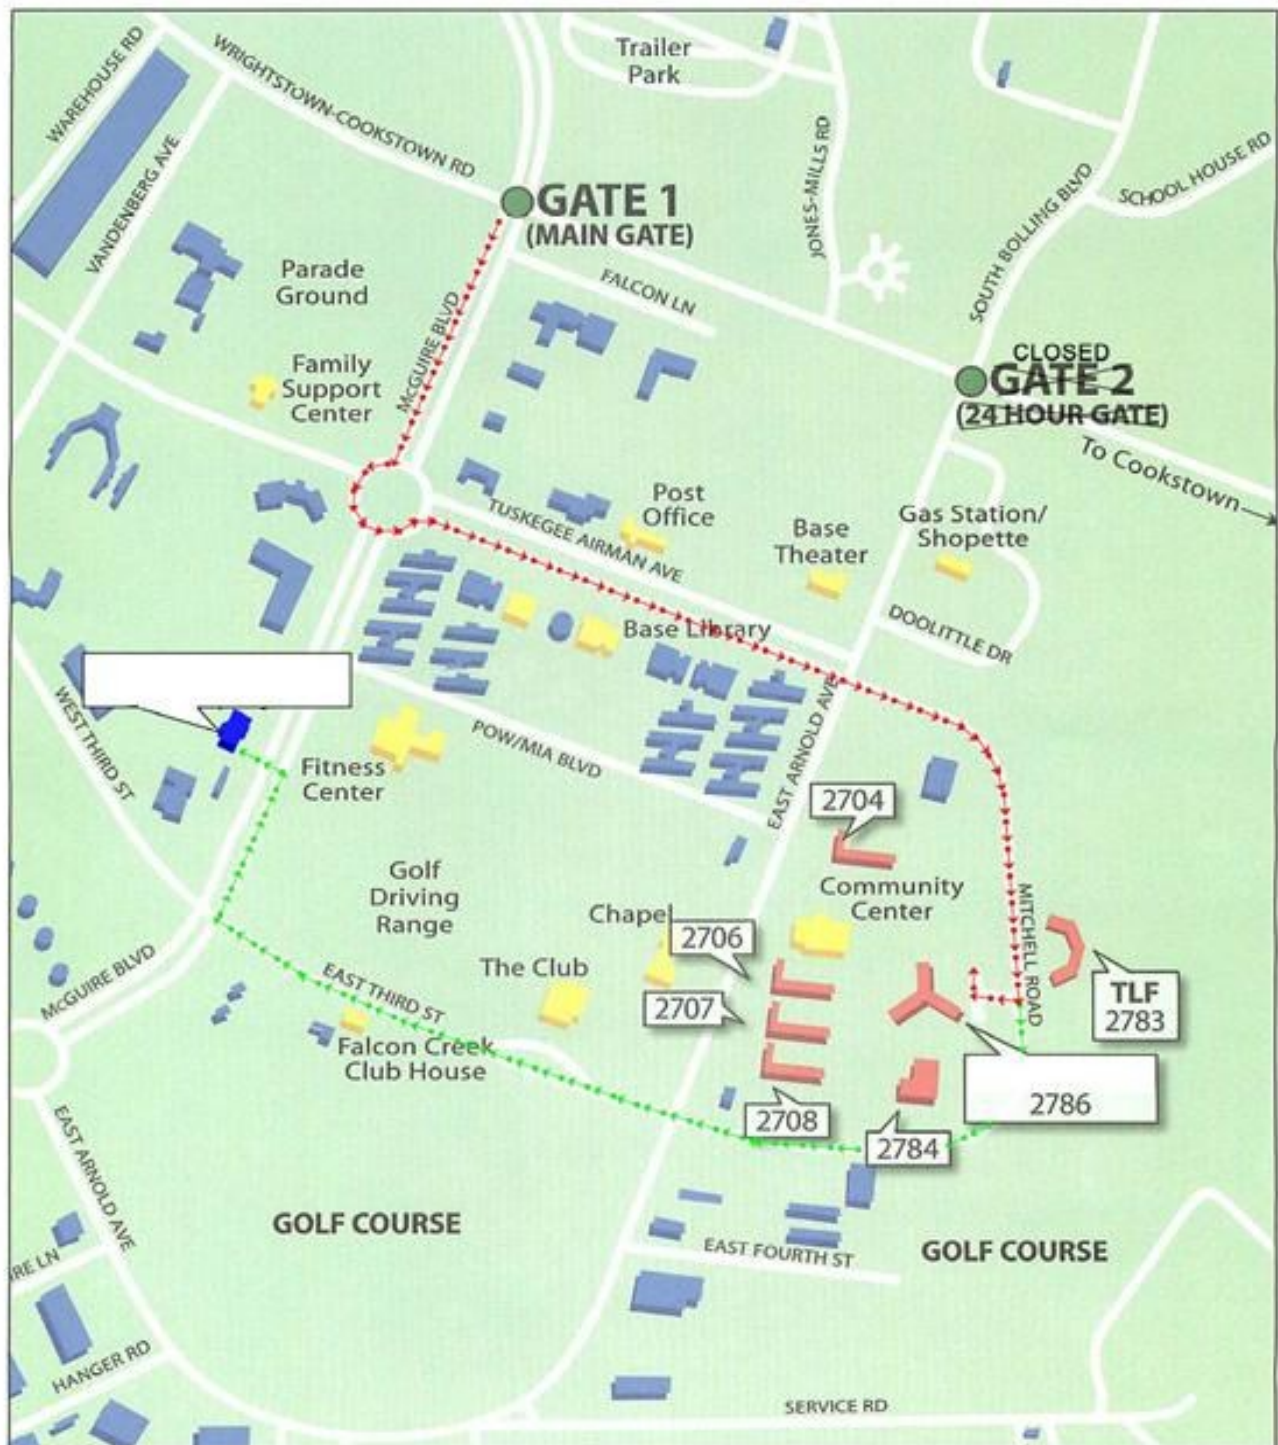 WAREHOUSE RD
WRIGHTSTOWN-COOKSTOWN RD
Trailer
Park
VANDENBERG AVE
JONES-MILLS RD
SCHOOL HOUSE RD
SOUTH BOLLING BLVD
GATE 1
(MAIN GATE)
Parade
Ground
FALCON LN
McGUIRE BLVD
CLOSED
GATE 2
(24 HOUR GATE)
Family
Support
Center
To Cookstown
Post
Office
TUSKEGEE AIRMAN AVE
Base
Theater
Gas Station/
Shopette
Base Library
DOOLITTLE DR
WEST THIRD ST
EAST ARNOLD AVE
POW/MIA BLVD
Fitness
Center
2704
Golf
Driving
Range
Community
Center
MITCHELL ROAD
Chapel
2706
The Club
McGUIRE BLVD
EAST THIRD ST
2707
TLF
2783
Falcon Creek
Club House
2786
2708
2784
EAST ARNOLD AVE
GOLF COURSE
GOLF COURSE
EAST FOURTH ST
IRE LN
HANGER RD
SERVICE RD